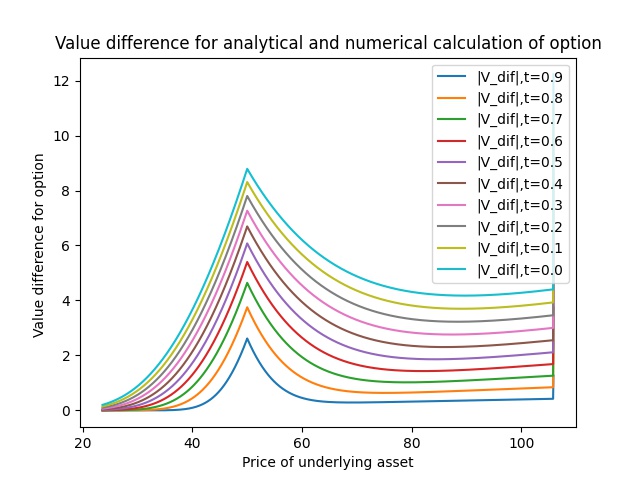 Value difference for analytical and numerical calculation of option
12
10
8
6
4
2
0
Value difference for option
|V_dif|,t=0.9
|V_dif|,t=0.8
|V_dif|,t=0.7
|V_dif|,t=0.6
|V_dif|,t=0.5
|V_dif|,t=0.4
|V_dif|,t=0.3
|V_dif|,t=0.2
|V_dif|,t=0.1
|V_dif|,t=0.0
20 40 60 80 100
Price of underlying asset